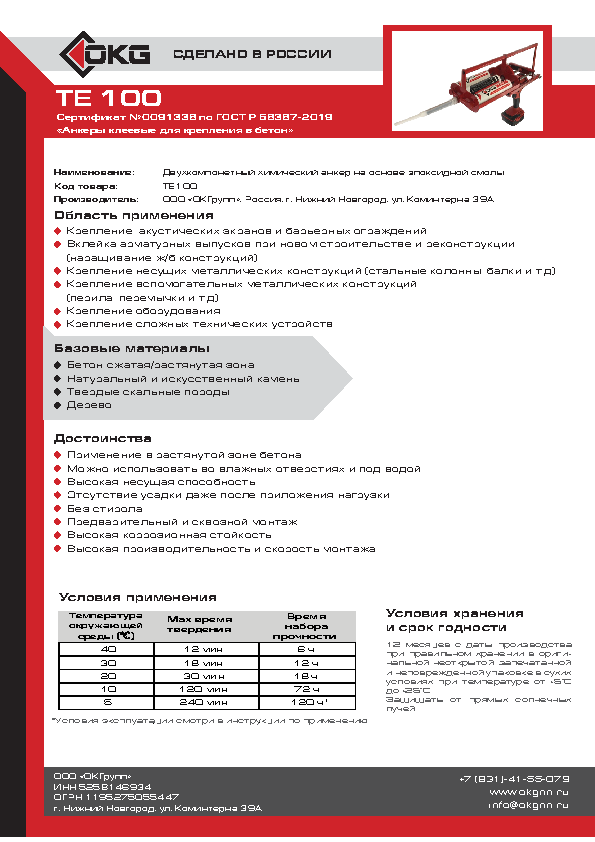 OKG СДЕЛАНО В РОССИИ
TE 100
Сертификат №0091338 по ГОСТ Р 58387-2019
«Анкеры клеевые для крепления в бетон»
Наименование: Двухкомпонетный химический анкер на основе эпоксидной смолы
Код товара: TE100
Производитель: ООО «ОКГрупп», Россия, г. Нижний Новгород, ул. Коминтерна 39А
Область применения
Крепление акустических экранов и барьерных ограждений
Вклейка арматурных выпусков при новом строительстве и реконструкции
(наращивание ж/б конструкций)
Крепление несущих металлических конструкций (стальные колонны, балки и т.д.)
Крепление вспомогательных металлических конструкций
(перила, перемычки и т.д.)
Крепление оборудования
Крепление сложных технических устройств
Базовые материалы
Бетон сжатая/растянутая зона
Натуральный и искусственный камень
Твердые скальные породы
Дерево
Достоинства
Применение в растянутой зоне бетона
Можно использовать во влажных отверстиях и под водой
Высокая несущая способность
Отсутствие усадки даже после приложения нагрузки
Без стирола
Предварительный и сквозной монтаж
Высокая коррозионная стойкость
Высокая производительность и скорость монтажа
Условия применения
Температура окружающей среды (°C) Max время твердения Время набора прочности
40 12 мин 6 ч
30 18 мин 12 ч
20 30 мин 18 ч
10 120 мин 72 ч
5 240 мин 120 ч*
*Условия эксплуатации смотри в инструкции по применению
Условия хранения
и срок годности
12 месяцев с даты производства
при правильном хранении в ориги-
нальной неоткрытой, запечатанной
и неповрежденной упаковке в сухих
условиях при температуре от +5°C
до +25°C
Защищать от прямых солнечных
лучей
ООО «ОКГрупп»
ИНН 5258146934
ОГРН 1195275055447
г. Нижний Новгород, ул. Коминтерна 39А
+7 (831)-41-55-079
www.okgnn.ru
info@okgnn.ru